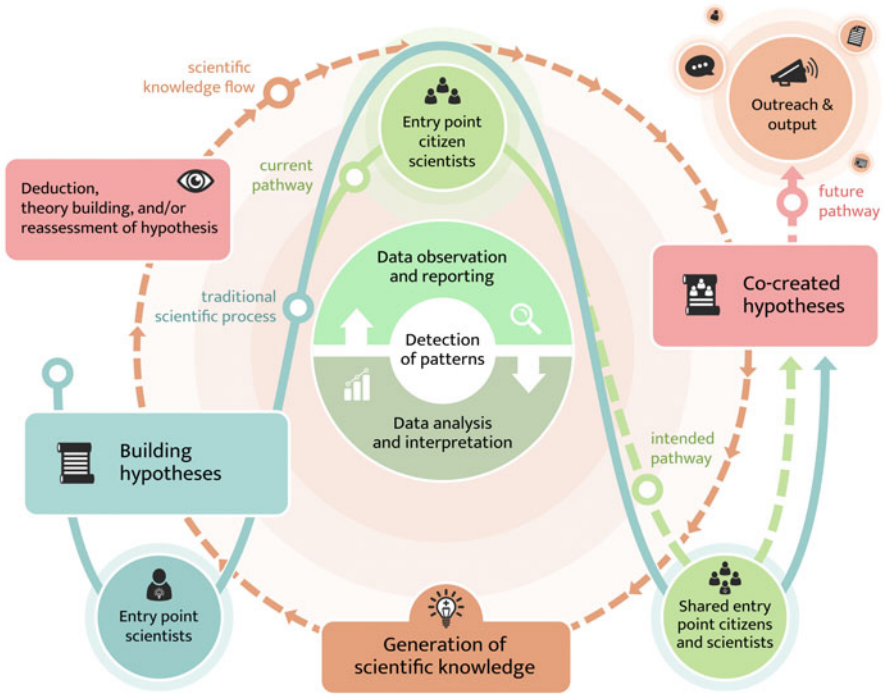 scientific
knowledge flow
Entry point
citizen
scientists
Outreach &
output
current
pathway
Deduction,
theory building, and/or
reassessment of hypothesis
future
pathway
Data observation
and reporting
Co-created
hypotheses
traditional
scientific process
Detection
of patterns
Data analysis
and interpretation
Building
hypotheses
intended
pathway
Entry point
scientists
Generation of
scientific knowledge
Shared entry
point citizens
and scientists